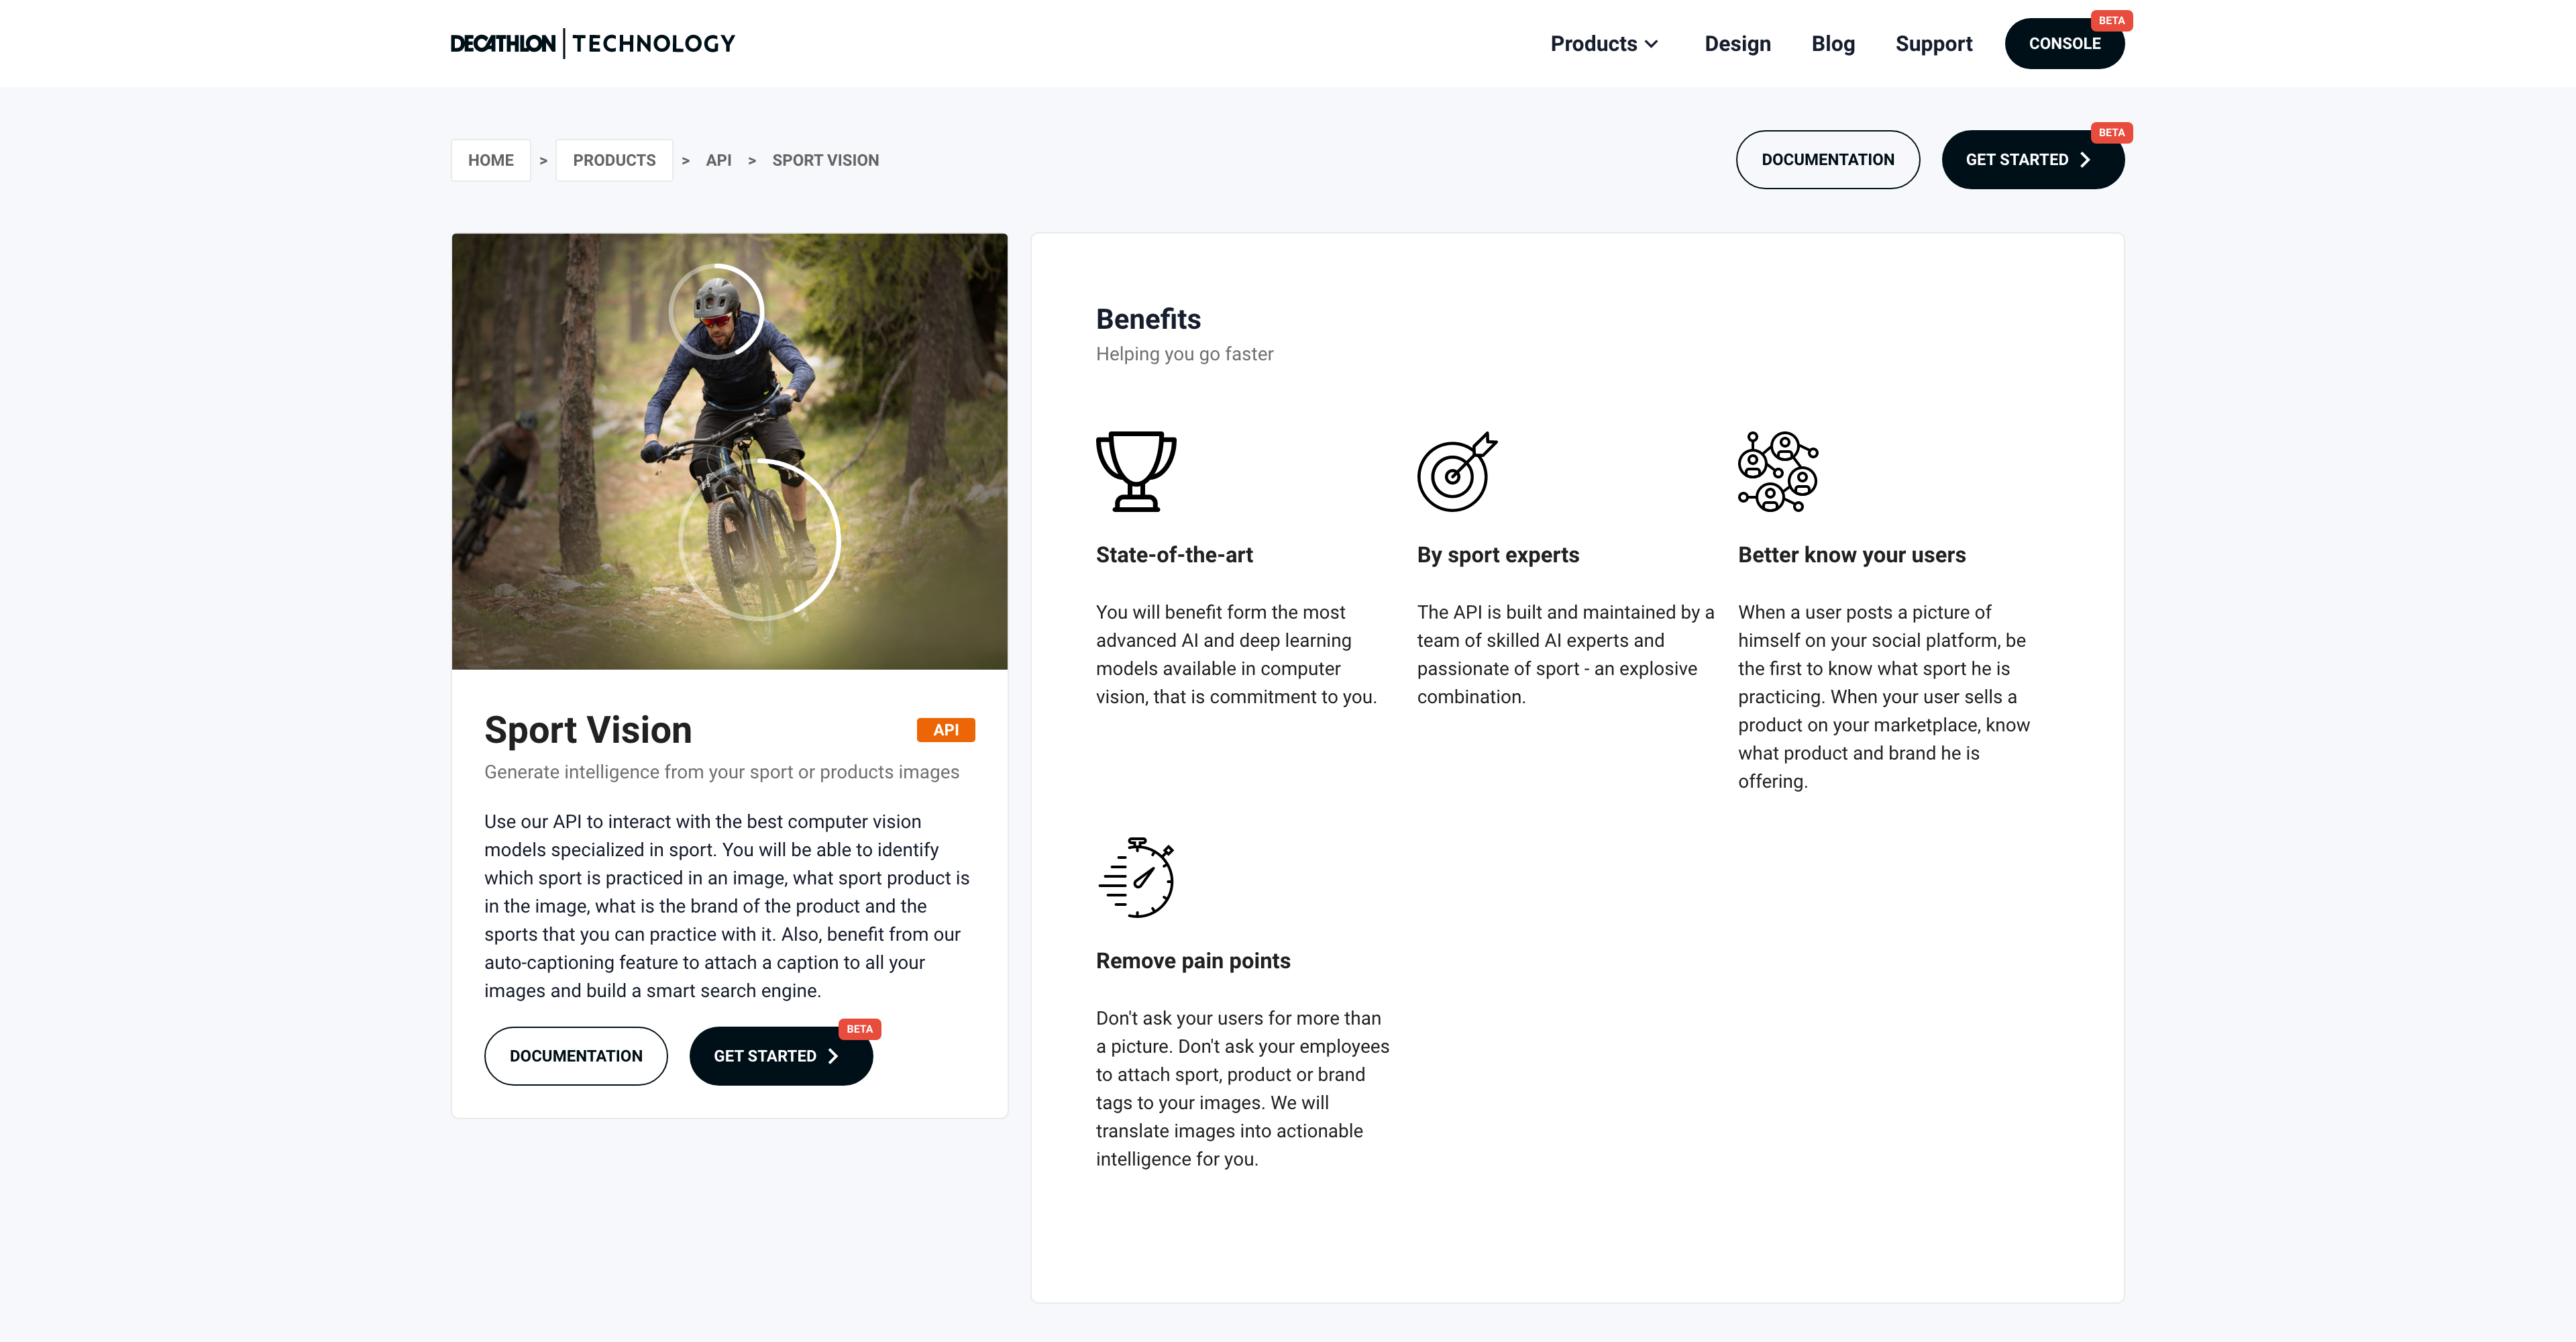 DECATHLON | TECHNOLOGY
Products
Design
Blog
Support
CONSOLE
BETA
HOME > PRODUCTS > API > SPORT VISION
DOCUMENTATION
GET STARTED
BETA
Sport Vision
API
Generate intelligence from your sport or products images
Use our API to interact with the best computer vision
models specialized in sport. You will be able to identify
which sport is practiced in an image, what sport product is
in the image, what is the brand of the product and the
sports that you can practice with it. Also, benefit from our
auto-captioning feature to attach a caption to all your
images and build a smart search engine.
DOCUMENTATION
GET STARTED
BETA
Benefits
Helping you go faster
State-of-the-art
You will benefit form the most
advanced AI and deep learning
models available in computer
vision, that is commitment to you.
By sport experts
The API is built and maintained by a
team of skilled AI experts and
passionate of sport - an explosive
combination.
Better know your users
When a user posts a picture of
himself on your social platform, be
the first to know what sport he is
practicing. When your user sells a
product on your marketplace, know
what product and brand he is
offering.
Remove pain points
Don't ask your users for more than
a picture. Don't ask your employees
to attach sport, product or brand
tags to your images. We will
translate images into actionable
intelligence for you.